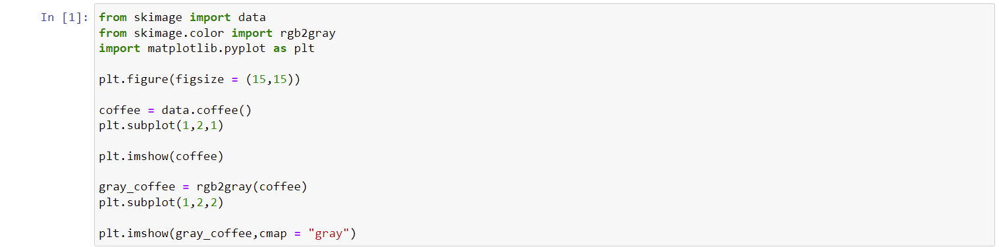 In [1]:
from skimage import data
from skimage.color import rgb2gray
import matplotlib.pyplot as plt
plt.figure(figsize = (15,15))
coffee = data.coffee()
plt.subplot(1,2,1)
plt.imshow(coffee)
gray_coffee = rgb2gray(coffee)
plt.subplot(1,2,2)
plt.imshow(gray_coffee,cmap = "gray")